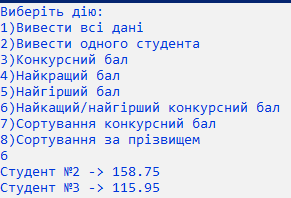 Виберіть дію:
1)Вивести всі дані
2)Вивести одного студента
3)Конкурсний бал
4)Найкращий бал
5)Найгірший бал
6)Найкащий/найгірший конкурсний бал
7)Сортування конкурсний бал
8)Сортування за прізвищем
6
Студент №2 -> 158.75
Студент №3 -> 115.95